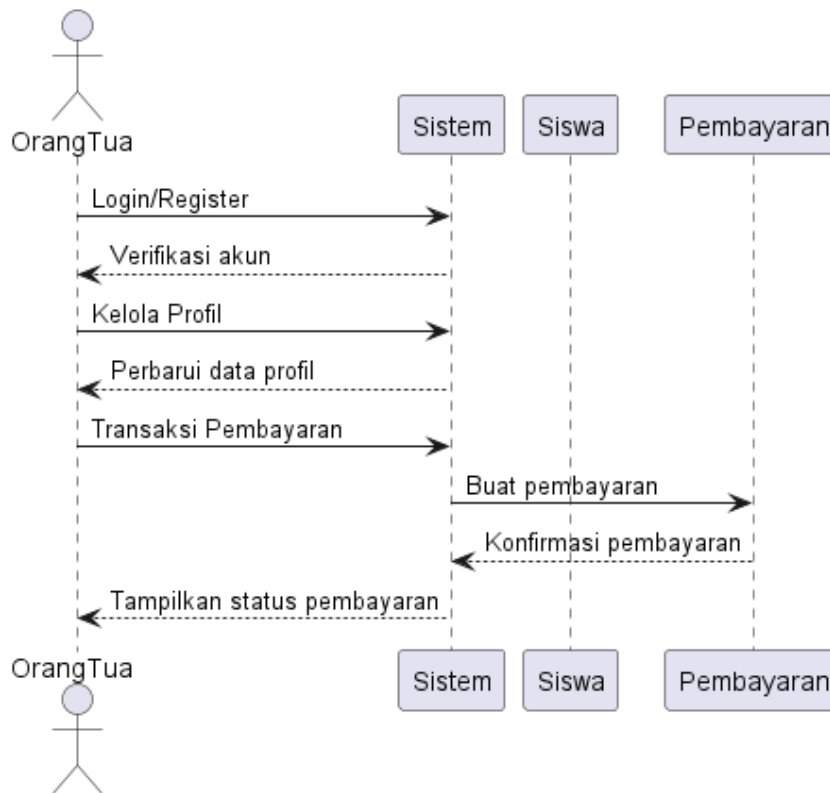 OrangTua
Sistem
Siswa
Pembayaran
Login/Register
Verifikasi akun
Kelola Profil
Perbarui data profil
Transaksi Pembayaran
Buat pembayaran
Konfirmasi pembayaran
Tampilkan status pembayaran
OrangTua
Sistem
Siswa
Pembayaran